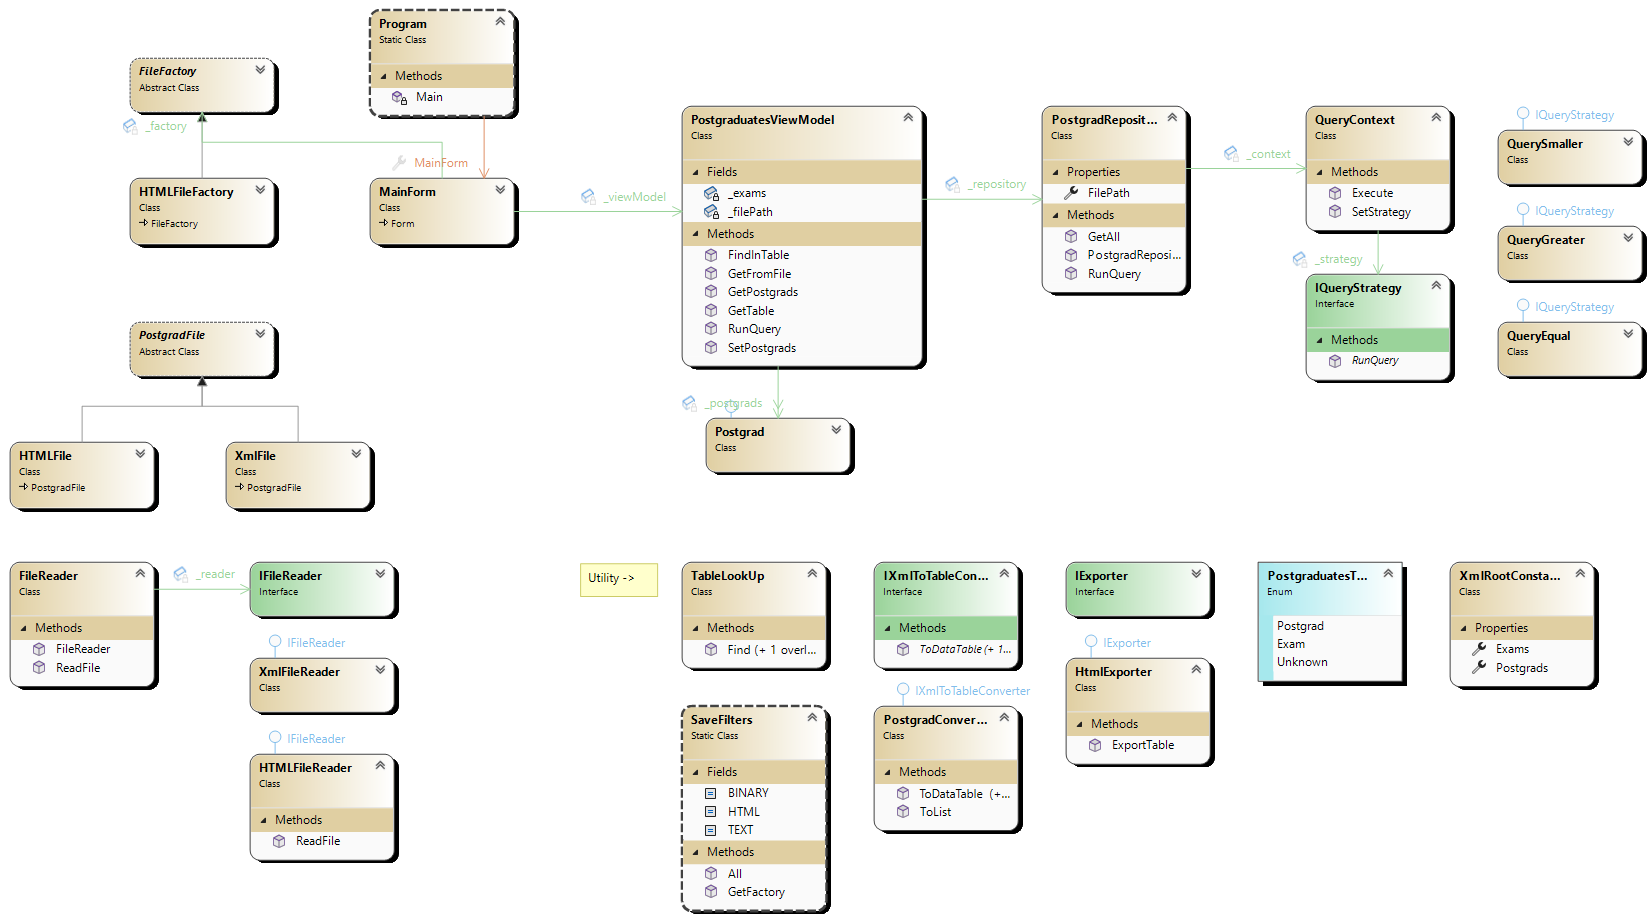 FileFactory
Abstract Class
_factory
HTMLFileFactory
Class
FileFactory
Program
Static Class
Methods
Main
MainForm
MainForm
Class
Form
_viewModel
PostgraduatesViewModel
Class
Fields
_exams
_filePath
Methods
FindInTable
GetFromFile
GetPostgrads
GetTable
RunQuery
SetPostgrads
_repository
PostgradReposit...
Class
Properties
FilePath
Methods
GetAll
PostgradReposi...
RunQuery
_context
QueryContext
Class
Methods
Execute
SetStrategy
_strategy
IQueryStrategy
Interface
Methods
RunQuery
IQueryStrategy
QuerySmaller
Class
IQueryStrategy
QueryGreater
Class
IQueryStrategy
QueryEqual
Class
PostgradFile
Abstract Class
HTMLFile
Class
PostgradFile
XmlFile
Class
PostgradFile
_postgrads
Postgrad
Class
FileReader
Class
Methods
FileReader
ReadFile
_reader
IFileReader
Interface
IFileReader
XmlFileReader
Class
IFileReader
HTMLFileReader
Class
Methods
ReadFile
Utility ->
TableLookUp
Class
Methods
Find (+ 1 overl...
SaveFilters
Static Class
Fields
BINARY
HTML
TEXT
Methods
All
GetFactory
IXmlToTableCon...
Interface
Methods
ToDataTable (+ 1...
IXmlToTableConverter
PostgradConver...
Class
Methods
ToDataTable (+...
ToList
IExporter
Interface
IExporter
HtmlExporter
Class
Methods
ExportTable
PostgraduatesT...
Enum
Postgrad
Exam
Unknown
XmlRootConsta...
Class
Properties
Exams
Postgrads